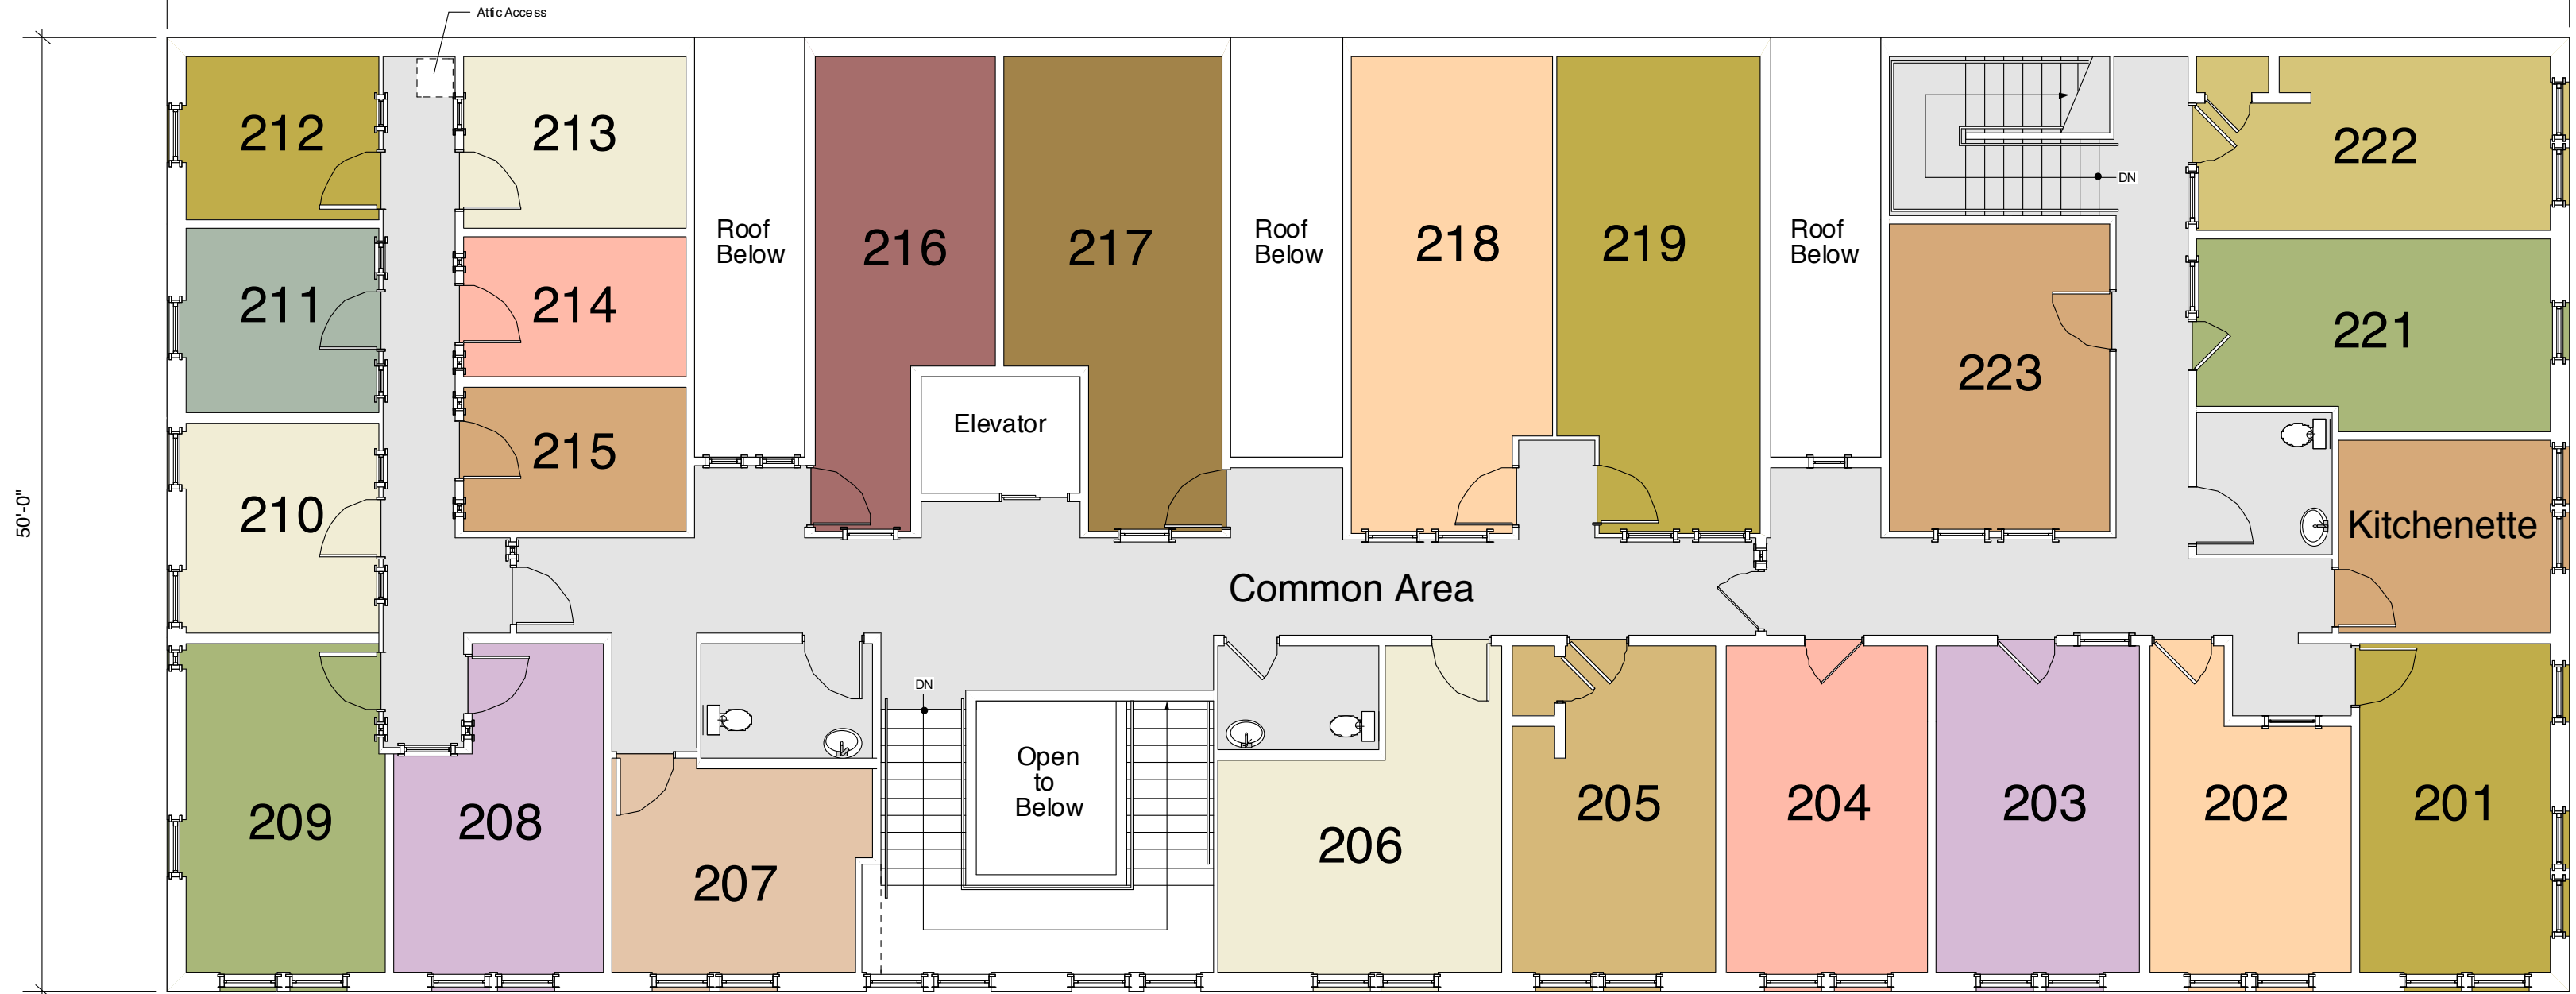 Attic Access
50'-0"
212
213
222
Roof
Below
216
217
Roof
Below
218
219
Roof
Below
DN
211
214
223
221
215
Elevator
210
Kitchenette
Common Area
DN
Open
to
Below
209
208
207
206
205
204
203
202
201